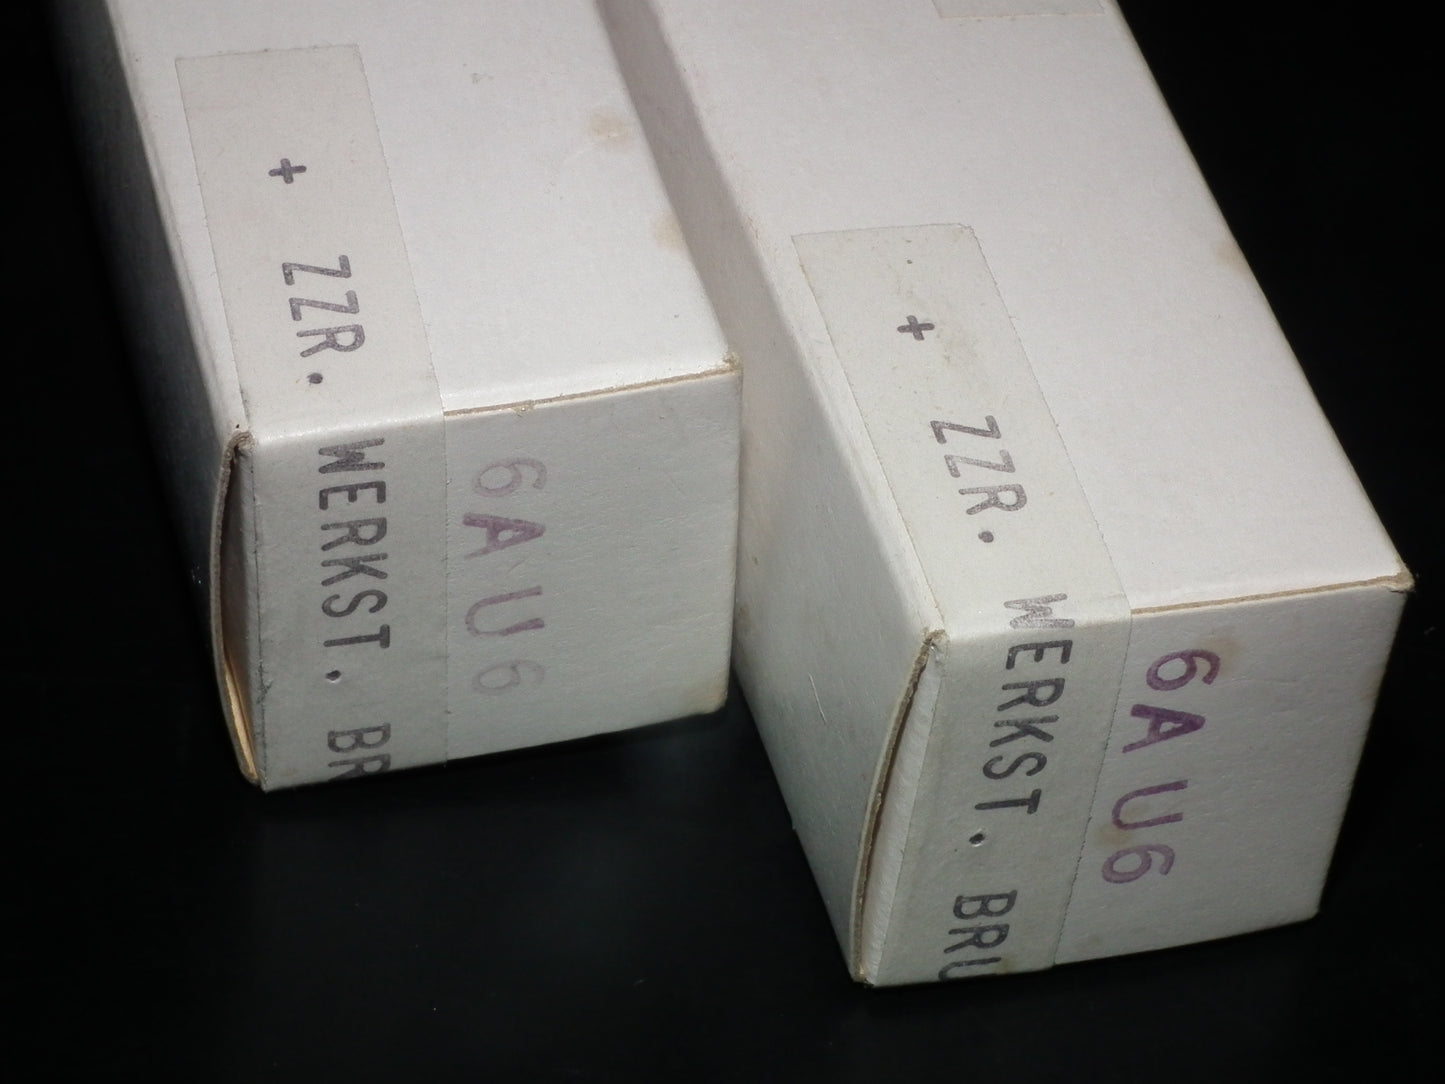 + ZZR. WERKST. BR
6AU6
+ ZZR. WERKST. BRU
6AU6